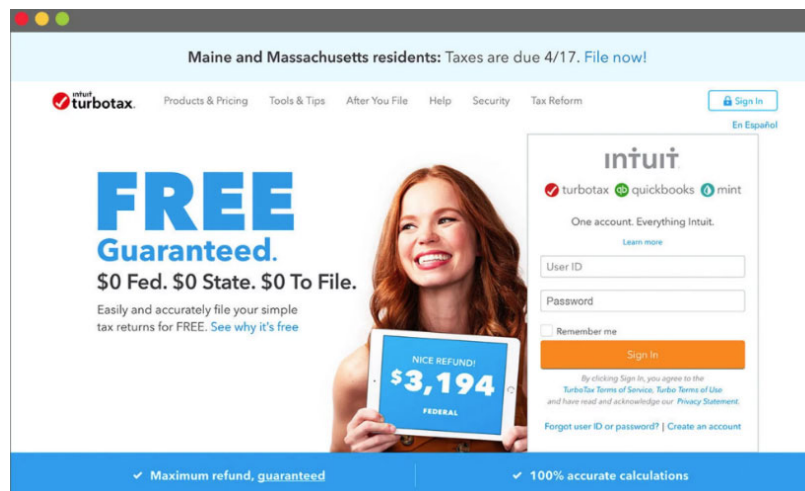 Maine and Massachusetts residents: Taxes are due 4/17. File now!
intuit
turbotax.
Products & Pricing
Tools & Tips
After You File
Help
Security
Tax Reform
Sign In
En Español
FREE
Guaranteed.
$0 Fed. $0 State. $0 To File.
Easily and accurately file your simple
tax returns for FREE. See why it's free
NICE REFUND!
$3,194
FEDERAL
intuit
turbotax qb quickbooks mint
One account. Everything Intuit.
Learn more
User ID
Password
Remember me
Sign In
By clicking Sign In, you agree to the
TurboTax Terms of Service, Turbo Terms of Use
and have read and acknowledge our Privacy Statement.
Forgot user ID or password? | Create an account
Maximum refund, guaranteed
100% accurate calculations